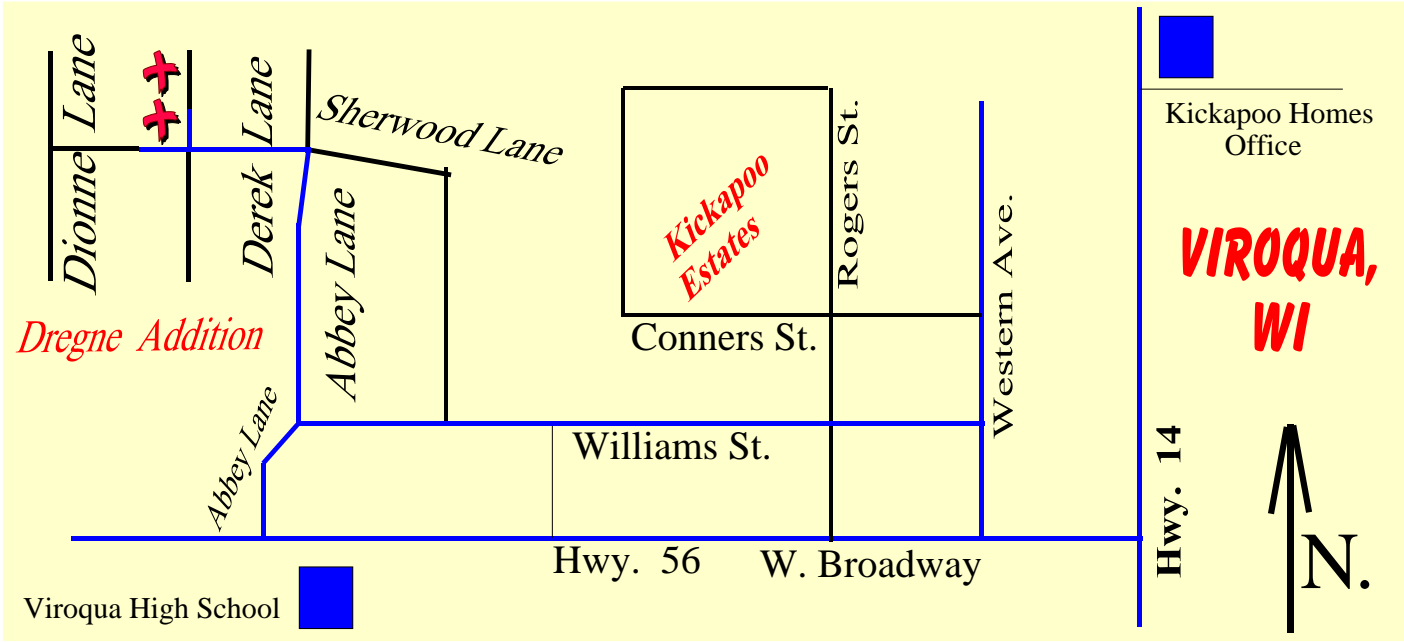 Dionne Lane
Derek Lane
Sherwood Lane
Abbey Lane
Abbey Lane
Dregne Addition
Kickapoo
Estates
Rogers St.
Conners St.
Western Ave.
Williams St.
Hwy. 56
W. Broadway
Hwy. 14
Kickapoo Homes
Office
VIROQUA,
WI
N.
Viroqua High School